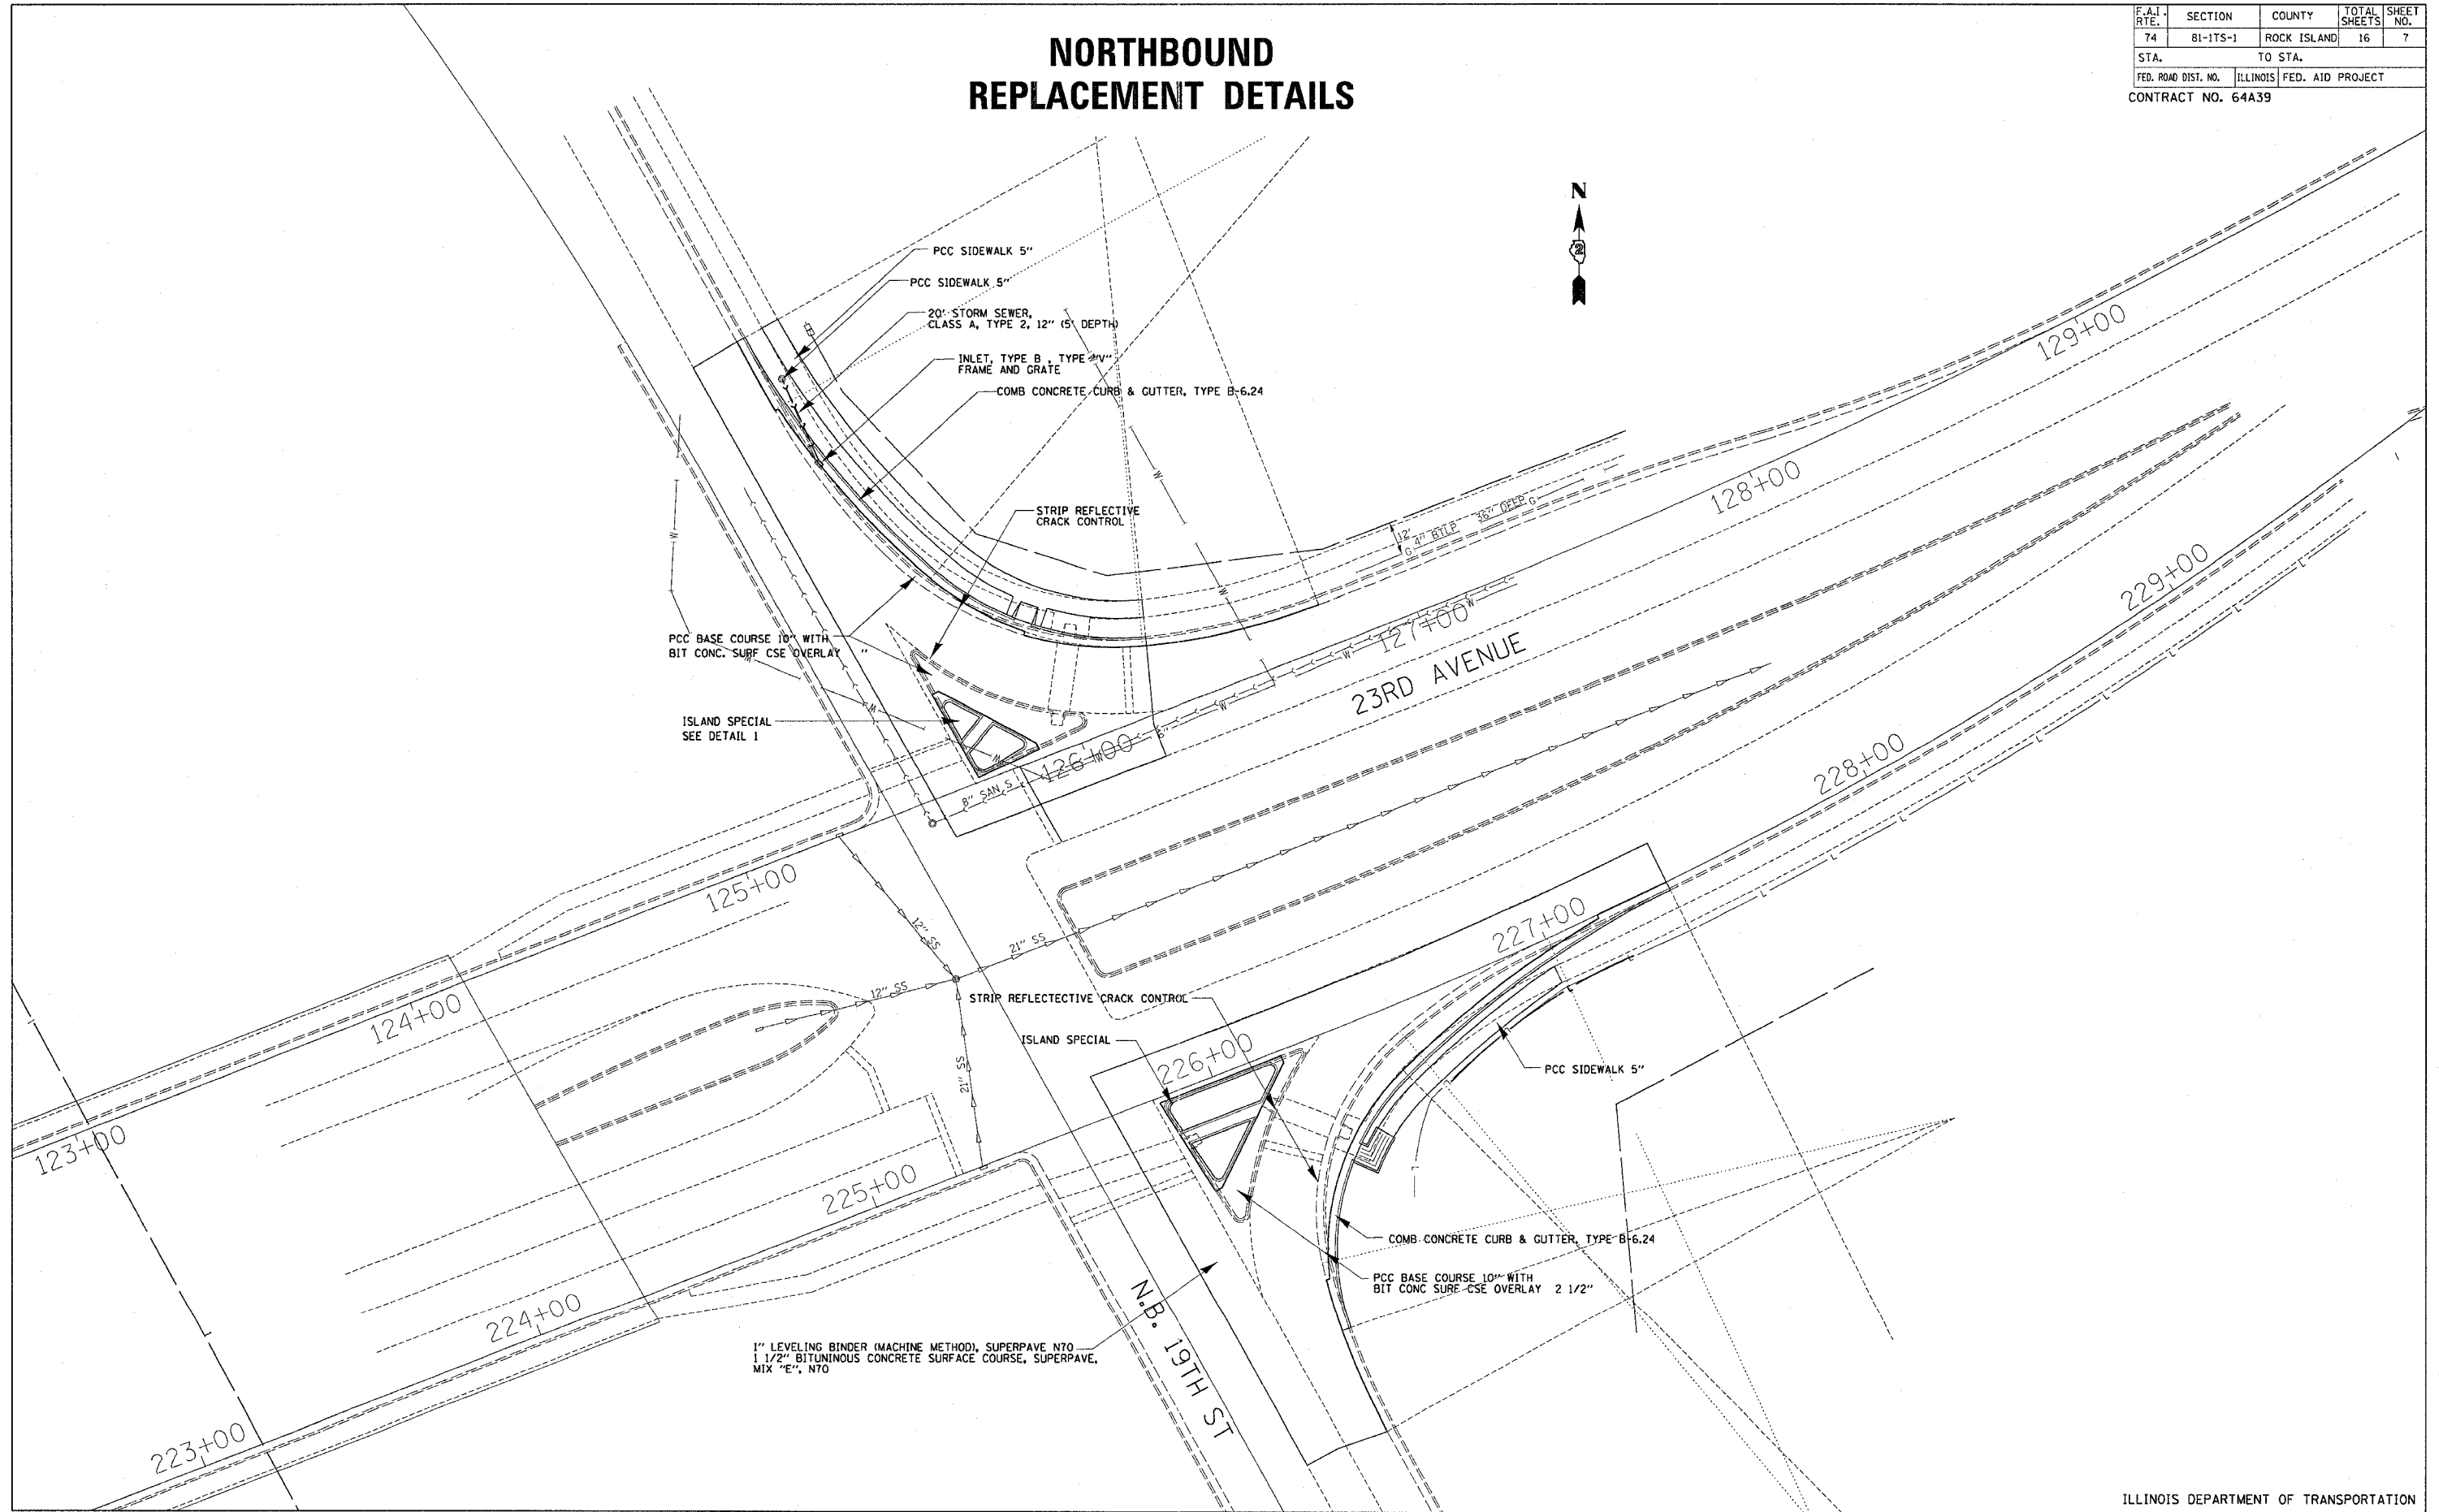 NORTHBOUND
REPLACEMENT DETAILS
F.A.I. RTE. SECTION COUNTY TOTAL SHEETS SHEET NO.
74 81-1TS-1 ROCK ISLAND 16 7
STA. TO STA.
FED. ROAD DIST. NO. ILLINOIS FED. AID PROJECT
CONTRACT NO. 64A39
N
2
PCC SIDEWALK 5"
PCC SIDEWALK 5"
20' STORM SEWER,
CLASS A, TYPE 2, 12" (5' DEPTH)
INLET, TYPE B , TYPE "V"
FRAME AND GRATE
COMB CONCRETE CURB & GUTTER, TYPE B-6.24
STRIP REFLECTIVE
CRACK CONTROL
12'
G 4" BTLP 36" DEEP G
PCC BASE COURSE 10" WITH
BIT CONC. SURF CSE OVERLAY "
ISLAND SPECIAL
SEE DETAIL 1
8" SAN S
129+00
128+00
127+00
126+00
125+00
124+00
123+00
23RD AVENUE
229+00
228+00
227+00
226+00
225+00
224+00
223+00
12" SS
21" SS
12" SS
21" SS
STRIP REFLECTECTIVE CRACK CONTROL
ISLAND SPECIAL
PCC SIDEWALK 5"
COMB CONCRETE CURB & GUTTER, TYPE B-6.24
PCC BASE COURSE 10" WITH
BIT CONC SURF CSE OVERLAY 2 1/2"
1" LEVELING BINDER (MACHINE METHOD), SUPERPAVE N70
1 1/2" BITUNINOUS CONCRETE SURFACE COURSE, SUPERPAVE,
MIX "E", N70
N.B. 19TH ST
ILLINOIS DEPARTMENT OF TRANSPORTATION